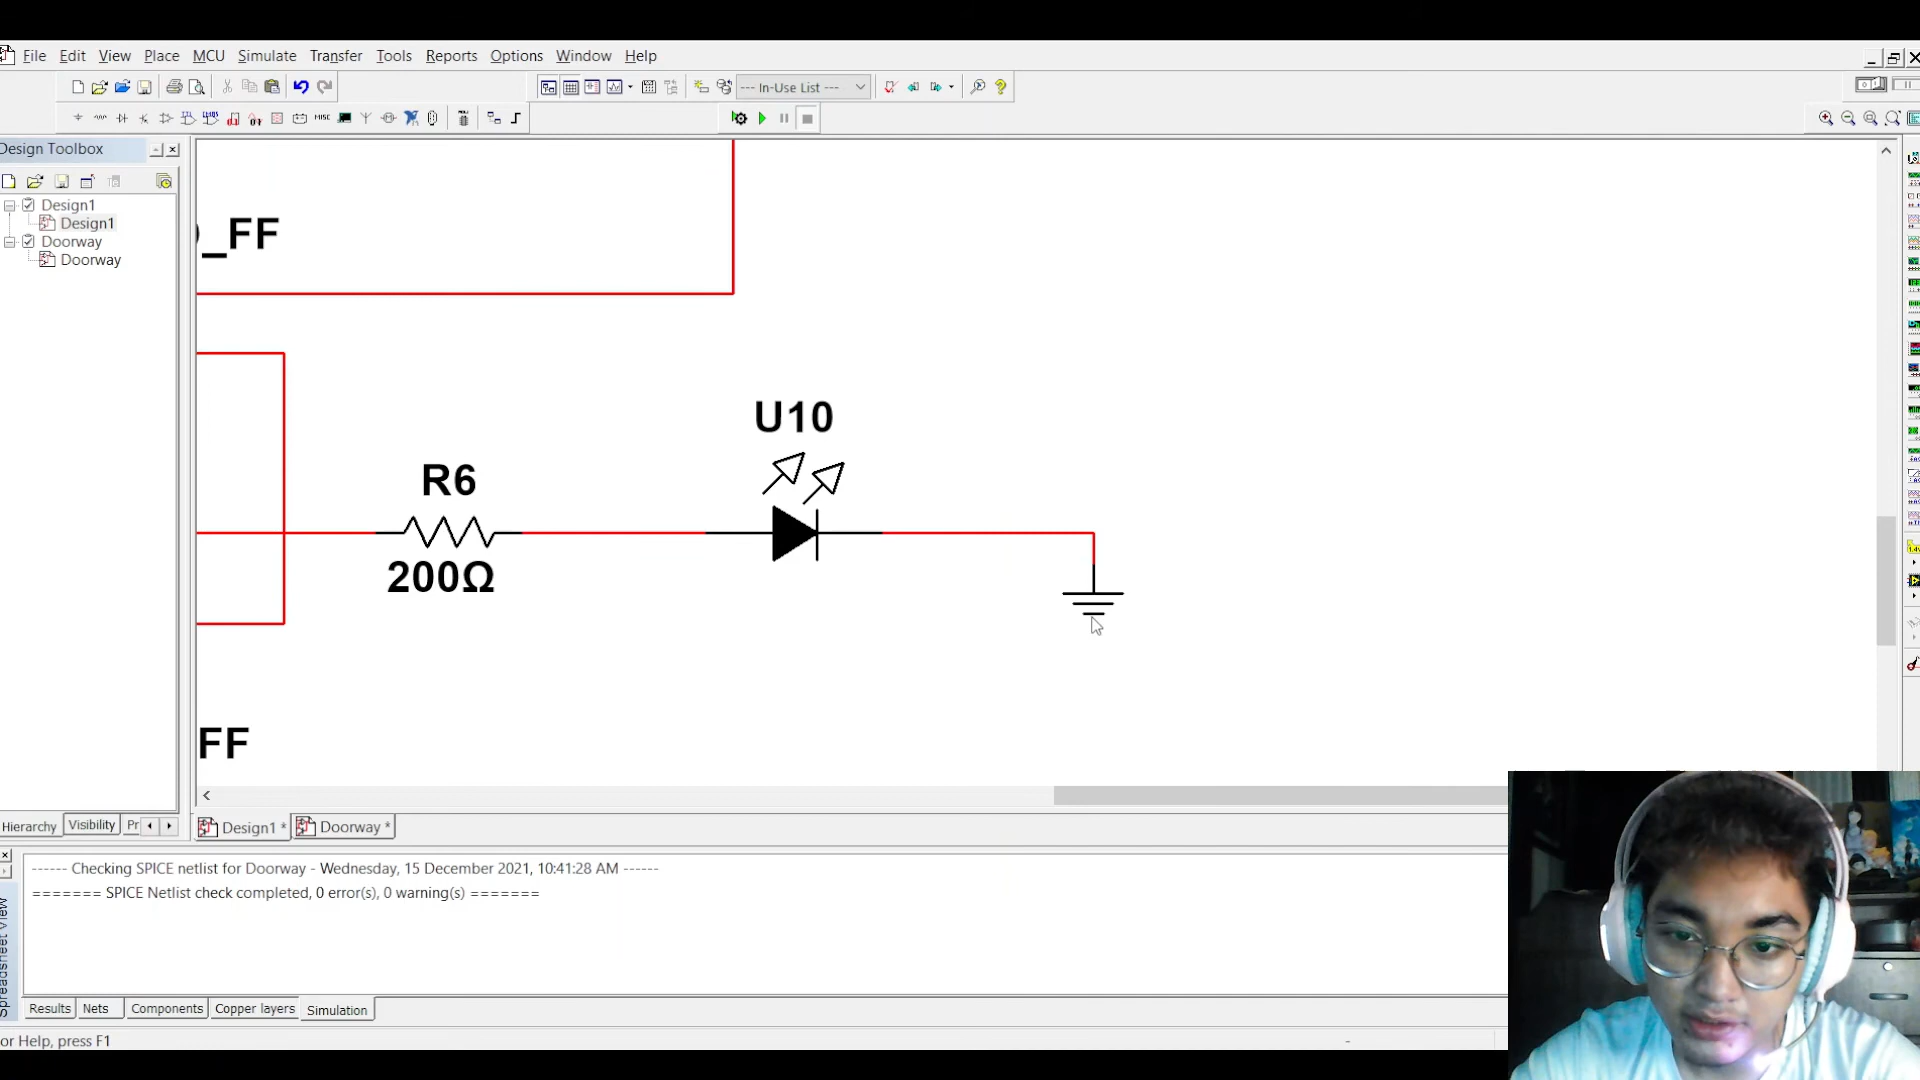 File Edit View Place MCU Simulate Transfer Tools Reports Options Window Help
--- In-Use List ---
MISC
Design Toolbox
Design1
Design1
Doorway
Doorway
_FF
U10
R6
200Ω
FF
Hierarchy Visibility Pr
Design1 * Doorway *
------ Checking SPICE netlist for Doorway - Wednesday, 15 December 2021, 10:41:28 AM ------
======= SPICE Netlist check completed, 0 error(s), 0 warning(s) =======
Spreadsheet View
Results Nets Components Copper layers Simulation
or Help, press F1